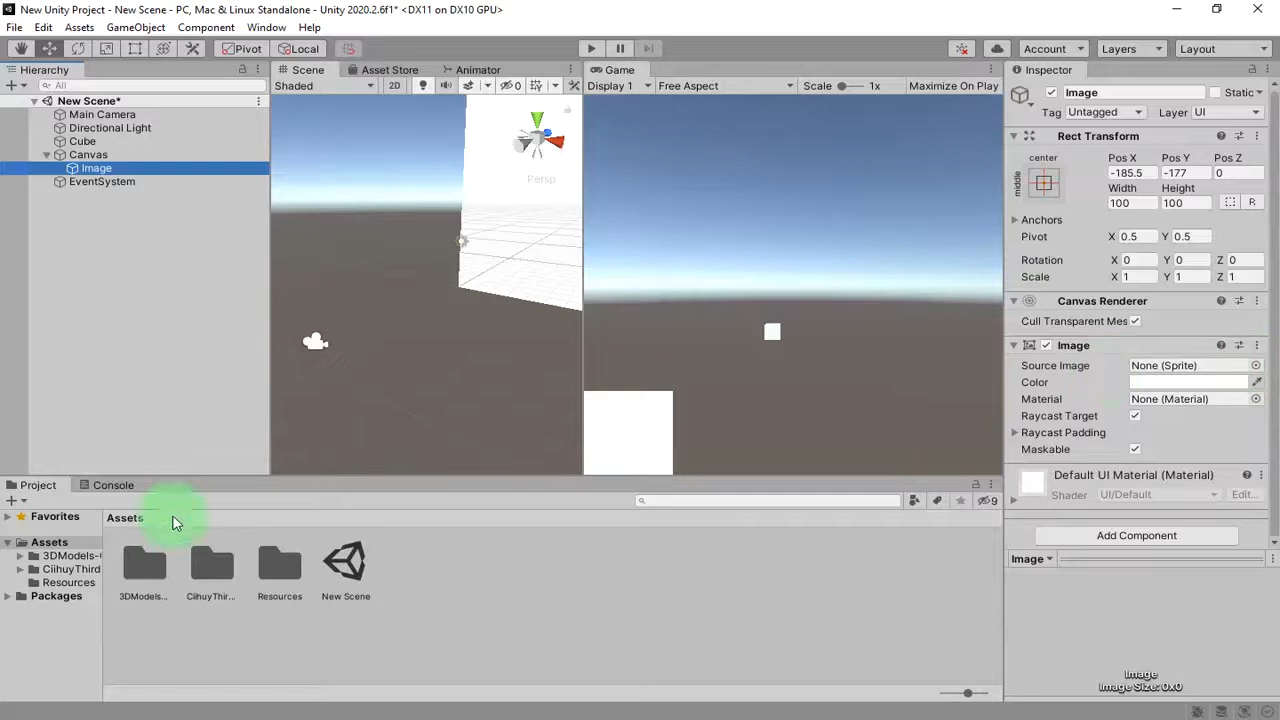 New Unity Project - New Scene - PC, Mac & Linux Standalone - Unity 2020.2.6f1* <DX11 on DX10 GPU>
File Edit Assets GameObject Component Window Help
Pivot Local Account Layers Layout
Hierarchy
All
New Scene*
Main Camera
Directional Light
Cube
Canvas
Image
EventSystem
Scene Asset Store Animator
Shaded 2D 0
Persp
Game
Display 1 Free Aspect Scale 1x Maximize On Play
Inspector
Image Static
Tag Untagged Layer UI
Rect Transform
center Pos X Pos Y Pos Z
middle -185.5 -177 0
Width Height
100 100 R
Anchors
Pivot X 0.5 Y 0.5
Rotation X 0 Y 0 Z 0
Scale X 1 Y 1 Z 1
Canvas Renderer
Cull Transparent Mes
Image
Source Image None (Sprite)
Color
Material None (Material)
Raycast Target
Raycast Padding
Maskable
Default UI Material (Material)
Shader UI/Default Edit...
Add Component
Image
Image
Image Size: 0x0
Project Console
9
Favorites
Assets
3DModels-
CiihuyThird
Resources
Packages
Assets
3DModels... CiihuyThir... Resources New Scene